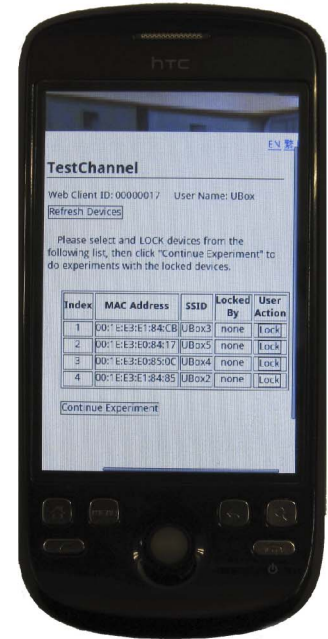 hTC
EN 繁
TestChannel
Web Client ID: 00000017 User Name: UBox
Refresh Devices
Please select and LOCK devices from the
following list, then click "Continue Experiment" to
do experiments with the locked devices.
Index MAC Address SSID Locked By User Action
1 00:1E:E3:E1:84:CB UBox3 none Lock
2 00:1E:E3:E0:84:17 UBox5 none Lock
3 00:1E:E3:E0:85:0C UBox4 none Lock
4 00:1E:E3:E1:84:85 UBox2 none Lock
Continue Experiment